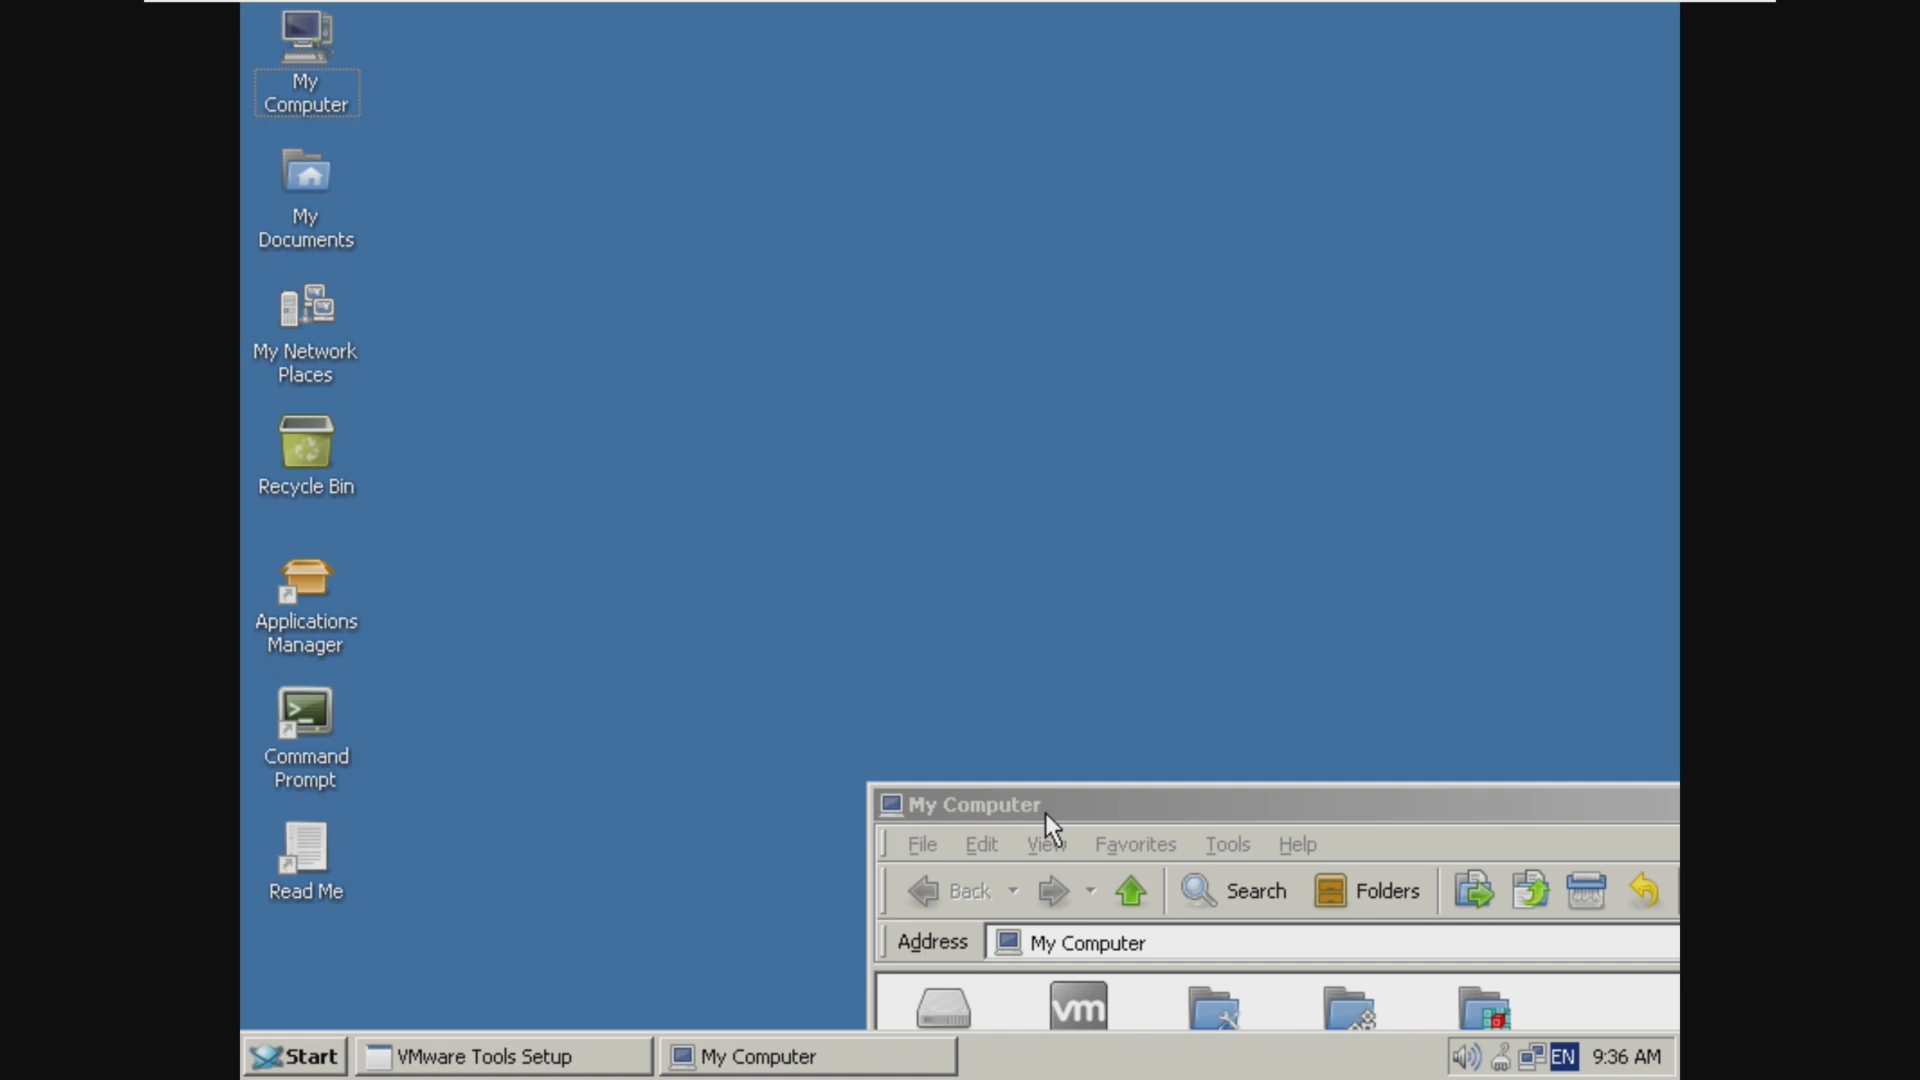 My
Computer
My
Documents
My Network
Places
Recycle Bin
Applications
Manager
Command
Prompt
Read Me
My Computer
File Edit View Favorites Tools Help
Back Search Folders
Address My Computer
vm
Start VMware Tools Setup My Computer EN 9:36 AM